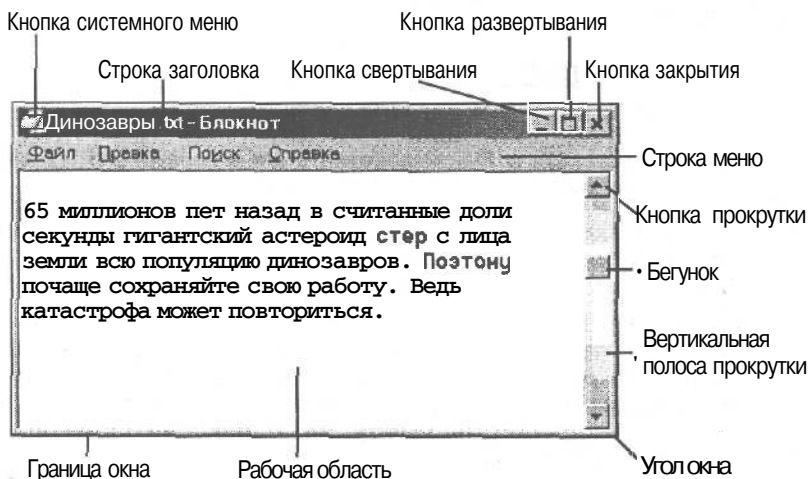 Кнопка системного меню
Кнопка развертывания
Строка заголовка
Кнопка свертывания
Кнопка закрытия
Динозавры.txt - Блокнот
Файл Правка Поиск Справка
Строка меню
65 миллионов пет назад в считанные доли
секунды гигантский астероид стер с лица
земли всю популяцию динозавров. Поэтону
почаще сохраняйте свою работу. Ведь
катастрофа может повториться.
Кнопка прокрутки
Бегунок
Вертикальная
полоса прокрутки
Граница окна
Рабочая область
Угол окна